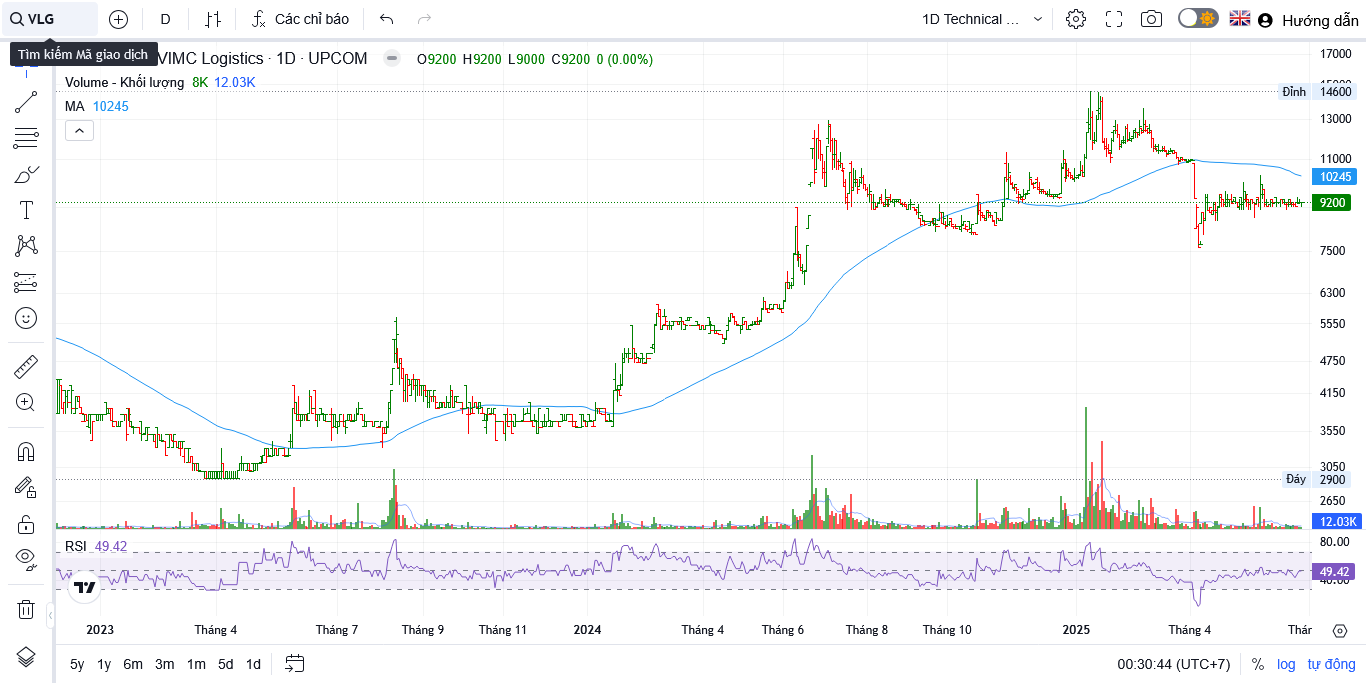 VLG D Các chỉ báo 1D Technical ... Hướng dẫn
Tìm kiếm Mã giao dịch
VIMC Logistics · 1D · UPCOM O9200 H9200 L9000 C9200 0 (0.00%)
Volume - Khối lượng 8K 12.03K
MA 10245
17000
Đỉnh 14600
13000
11000
10245
9200
7500
6300
5550
4750
4150
3550
3050
Đáy 2900
2650
12.03K
RSI 49.42
80.00
49.42
40.00
2023 Tháng 4 Tháng 7 Tháng 9 Tháng 11 2024 Tháng 4 Tháng 6 Tháng 8 Tháng 10 2025 Tháng 4 Thár
5y 1y 6m 3m 1m 5d 1d 00:30:44 (UTC+7) % log tự động